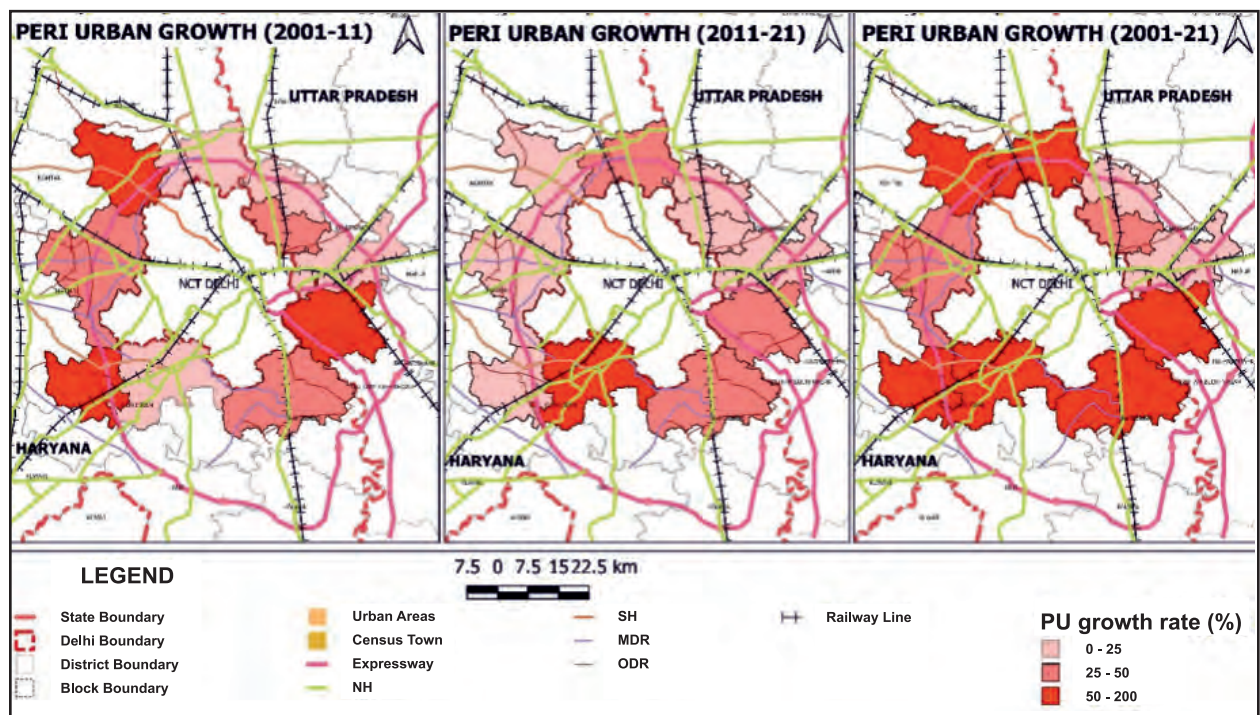 PERI URBAN GROWTH (2001-11)
UTTAR PRADESH
NCT DELHI
HARYANA
PERI URBAN GROWTH (2011-21)
UTTAR PRADESH
NCT DELHI
HARYANA
PERI URBAN GROWTH (2001-21)
UTTAR PRADESH
NCT DELHI
HARYANA
7.5 0 7.5 15 22.5 km
LEGEND
State Boundary
Delhi Boundary
District Boundary
Block Boundary
Urban Areas
Census Town
Expressway
NH
SH
MDR
ODR
Railway Line
PU growth rate (%)
0 - 25
25 - 50
50 - 200